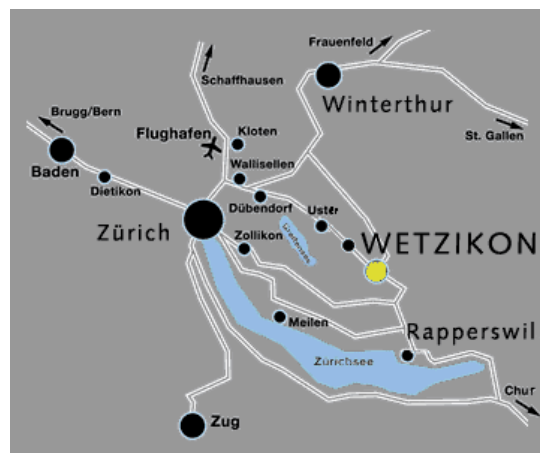 Frauenfeld
Schaffhausen
Winterthur
Brugg/Bern
Flughafen
Kloten
St. Gallen
Baden
Wallisellen
Dietikon
Dübendorf
Uster
Zürich
Zollikon
Greifensee
WETZIKON
Meilen
Rapperswil
Zürichsee
Chur
Zug